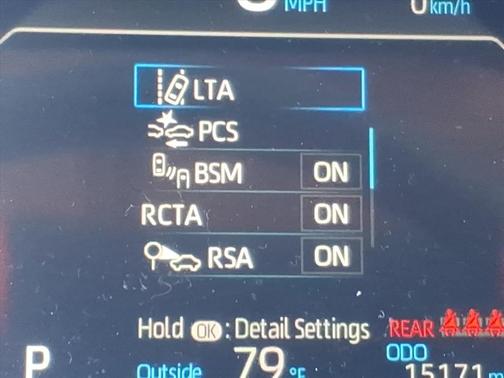 MPH 0 km/h
LTA
PCS
BSM ON
RCTA ON
RSA ON
Hold OK : Detail Settings REAR
P Outside 79 °F ODO
15171 m